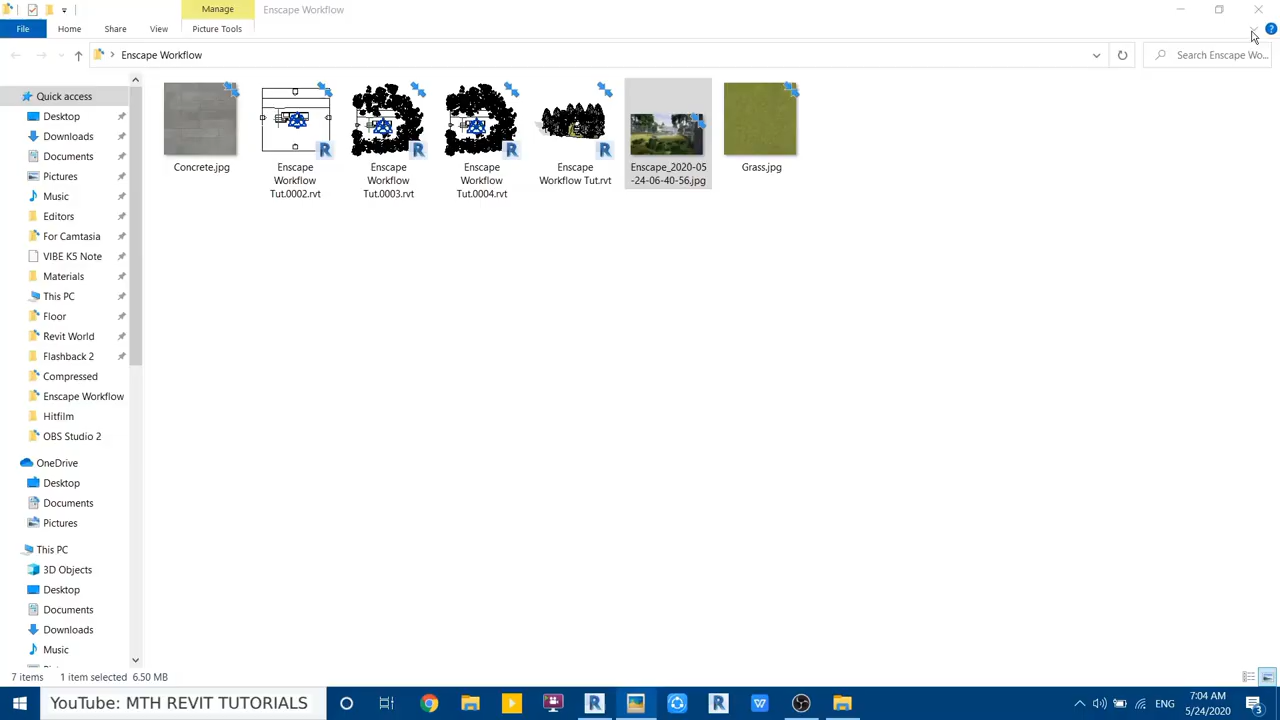 Manage
Enscape Workflow
File
Home
Share
View
Picture Tools
Enscape Workflow
Search Enscape Wo...
Quick access
Desktop
Downloads
Documents
Pictures
Music
Editors
For Camtasia
VIBE K5 Note
Materials
This PC
Floor
Revit World
Flashback 2
Compressed
Enscape Workflow
Hitfilm
OBS Studio 2
OneDrive
Desktop
Documents
Pictures
This PC
3D Objects
Desktop
Documents
Downloads
Music
Concrete.jpg
Enscape
Workflow
Tut.0002.rvt
Enscape
Workflow
Tut.0003.rvt
Enscape
Workflow
Tut.0004.rvt
Enscape
Workflow Tut.rvt
Enscape_2020-05
-24-06-40-56.jpg
Grass.jpg
7 items
1 item selected 6.50 MB
YouTube: MTH REVIT TUTORIALS
ENG
7:04 AM
5/24/2020
3